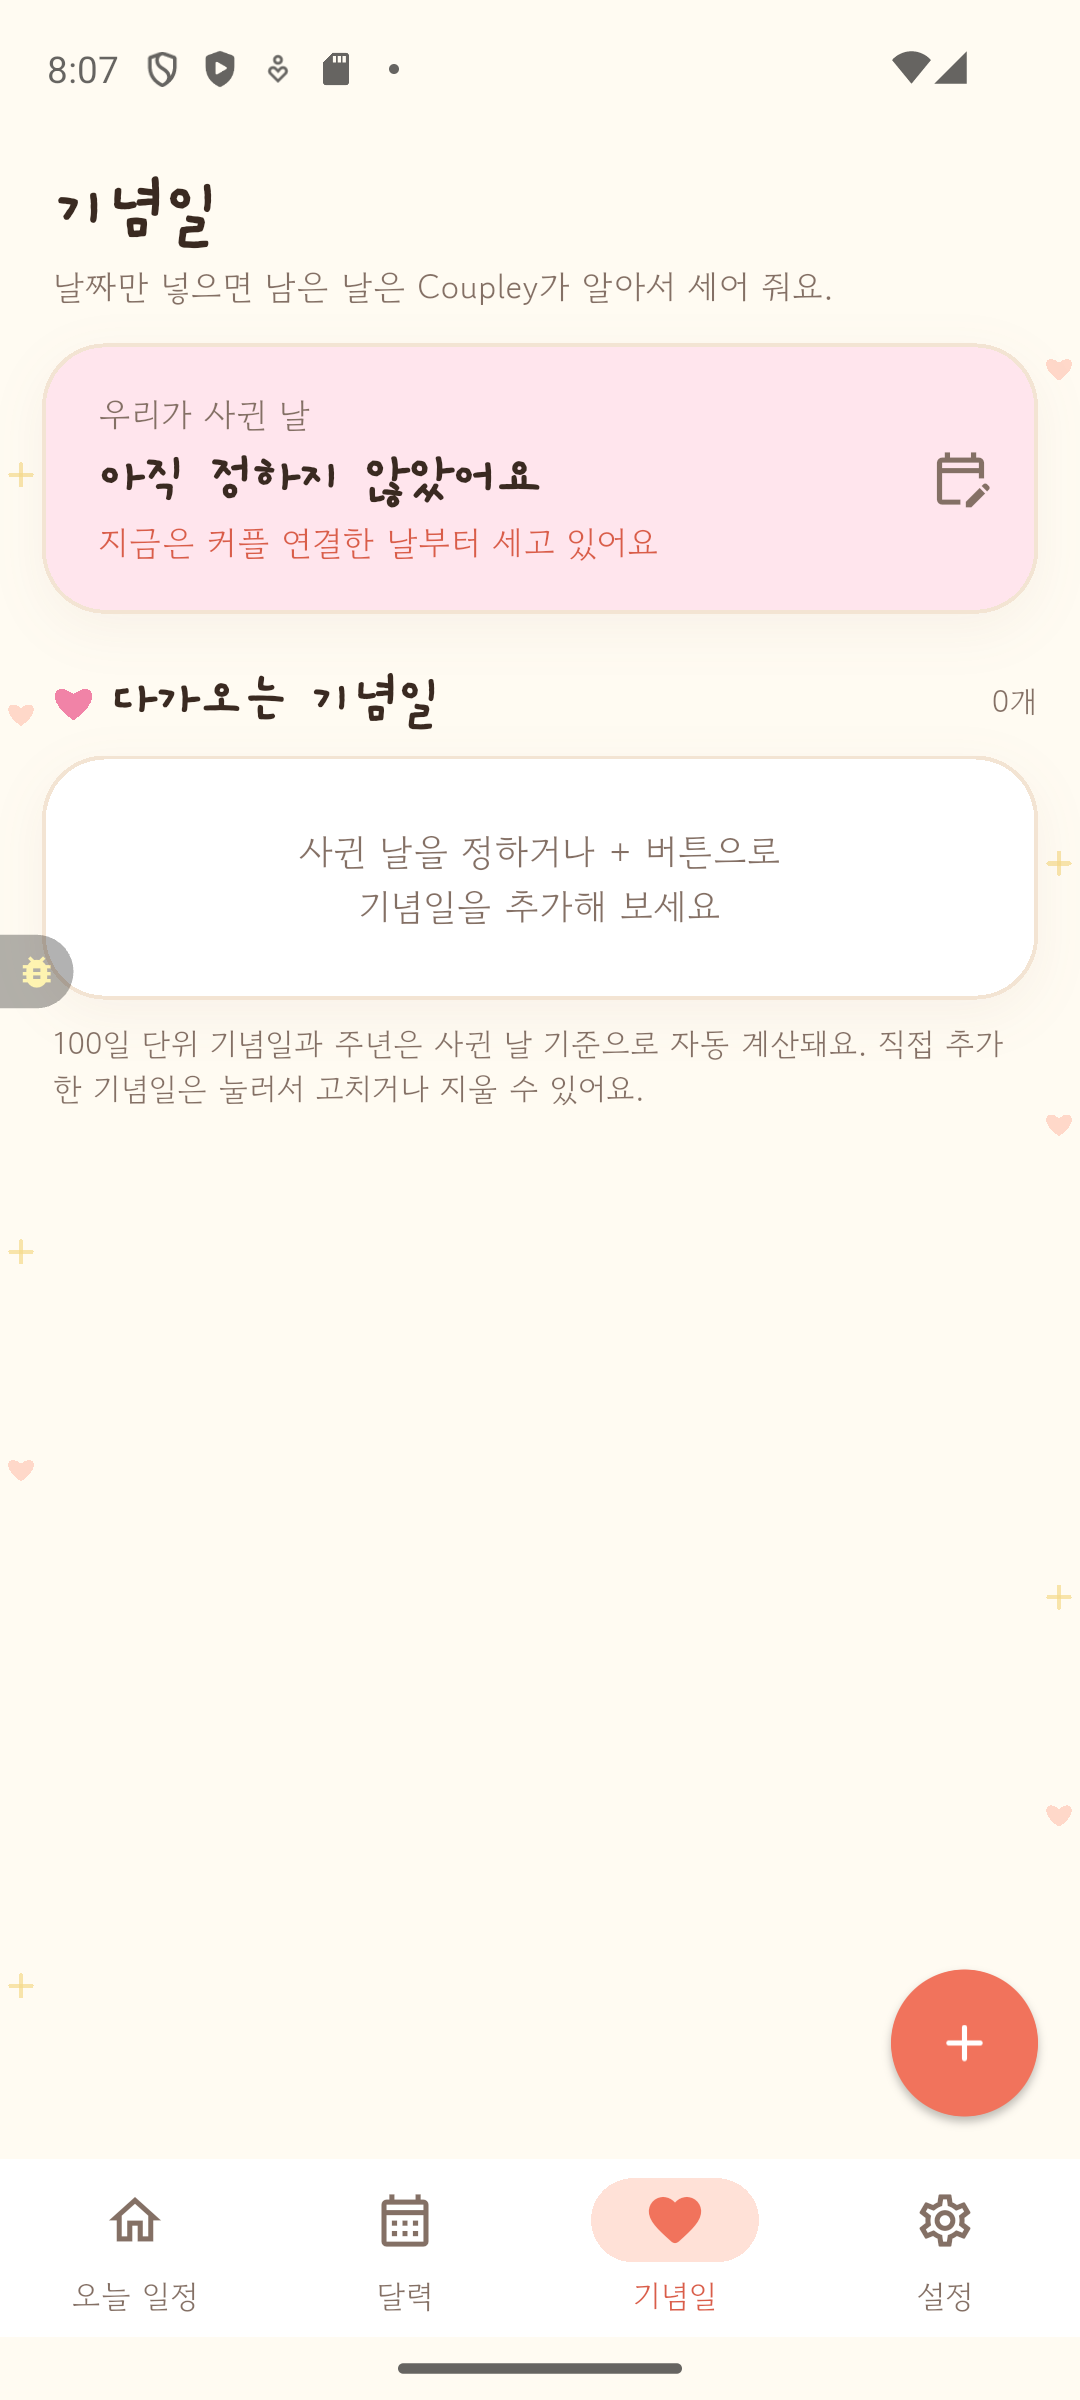 8:07
기념일
날짜만 넣으면 남은 날은 Coupley가 알아서 세어 줘요.
우리가 사귄 날
아직 정하지 않았어요
지금은 커플 연결한 날부터 세고 있어요
다가오는 기념일
0개
사귄 날을 정하거나 + 버튼으로
기념일을 추가해 보세요
100일 단위 기념일과 주년은 사귄 날 기준으로 자동 계산돼요. 직접 추가
한 기념일은 눌러서 고치거나 지울 수 있어요.
오늘 일정
달력
기념일
설정